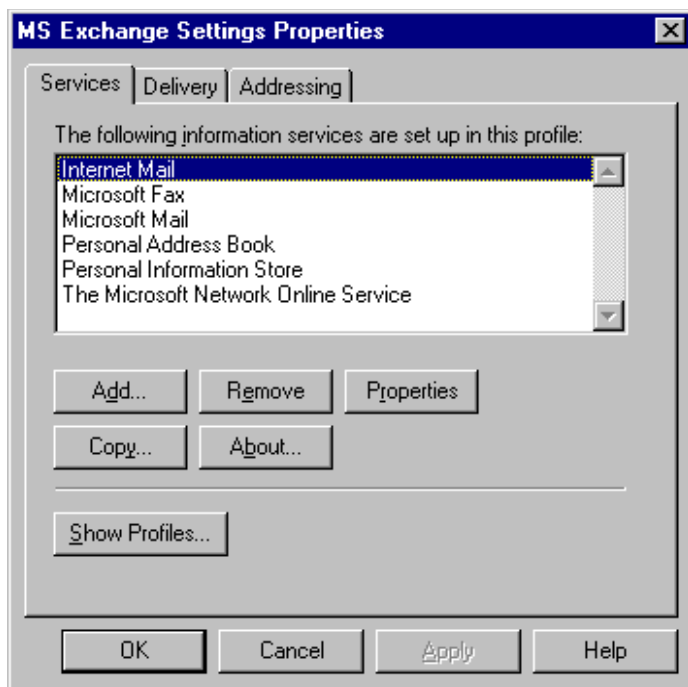 MS Exchange Settings Properties
Services Delivery Addressing
The following information services are set up in this profile:
Internet Mail
Microsoft Fax
Microsoft Mail
Personal Address Book
Personal Information Store
The Microsoft Network Online Service
Add... Remove Properties
Copy... About...
Show Profiles...
OK Cancel Apply Help